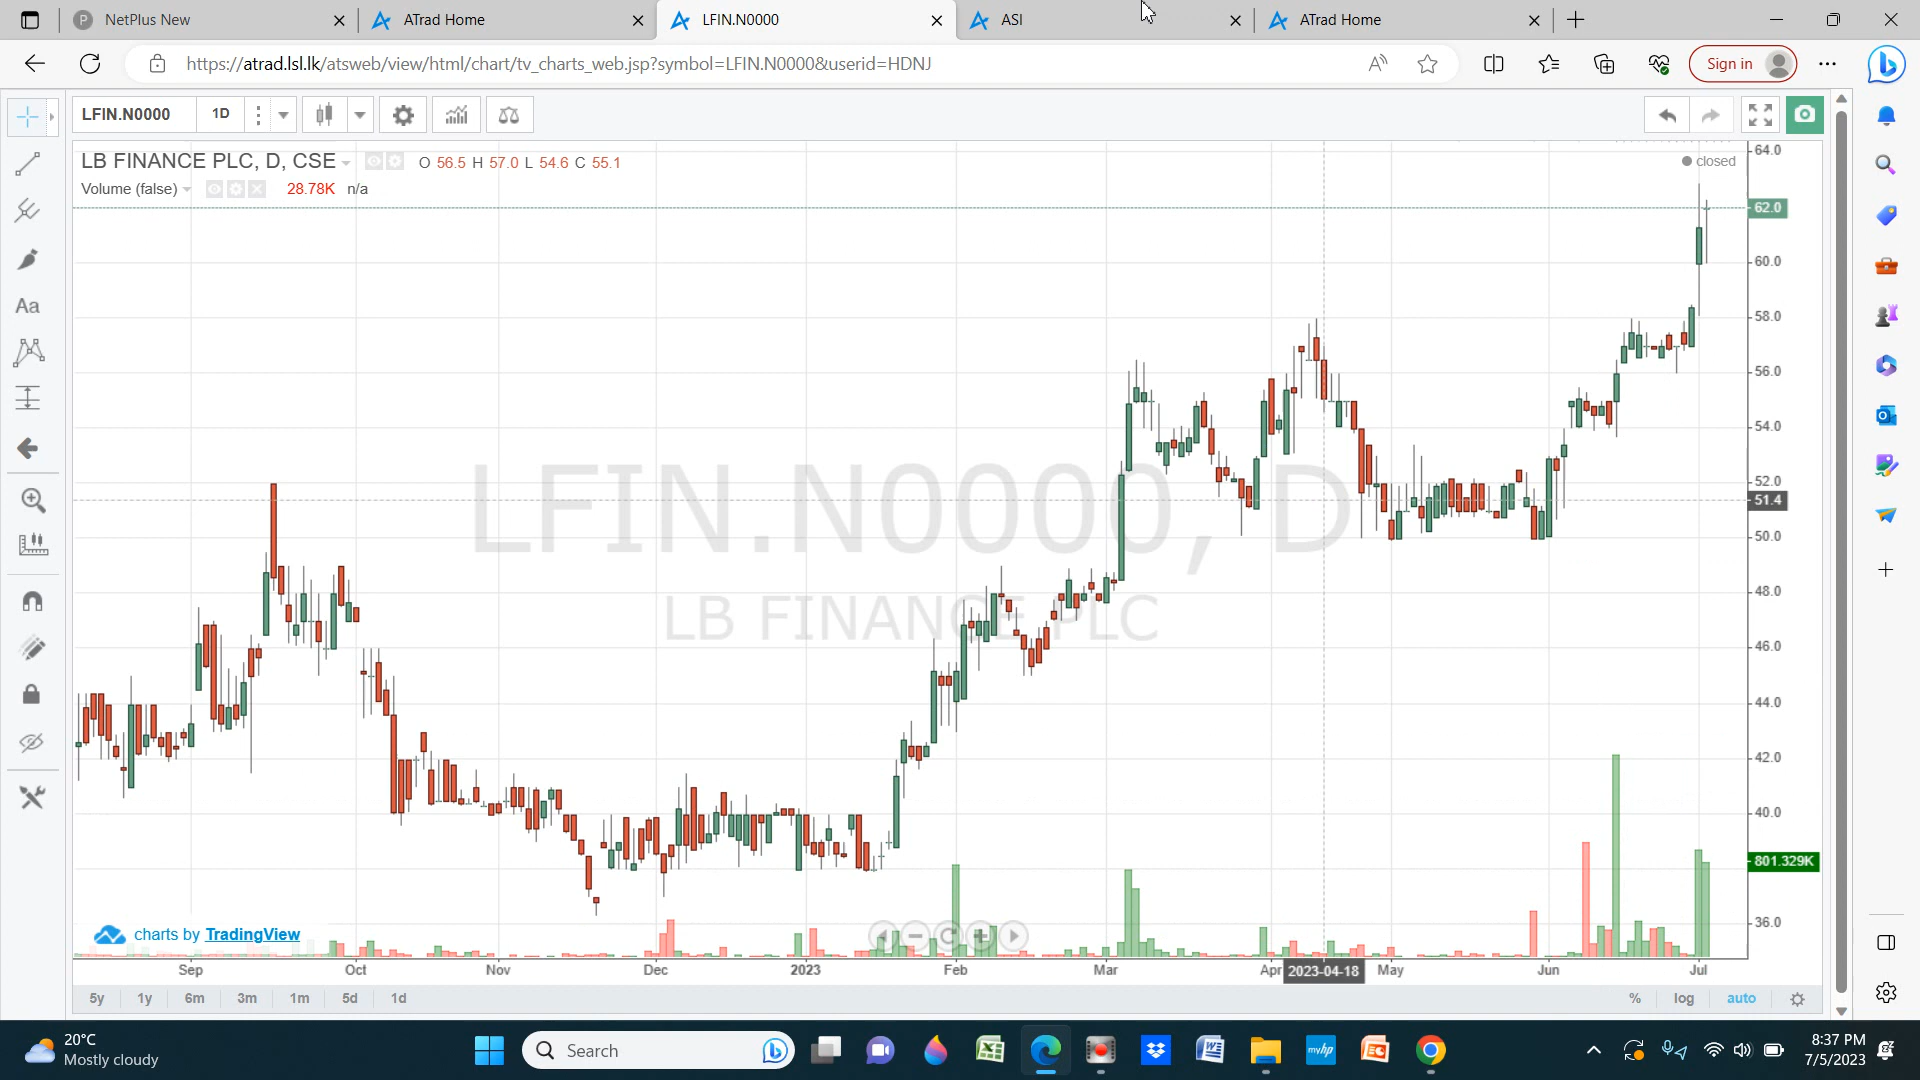 NetPlus New
ATrad Home
LFIN.N0000
ASI
ATrad Home
https://atrad.lsl.lk/atsweb/view/html/chart/tv_charts_web.jsp?symbol=LFIN.N0000&userid=HDNJ
Sign in
LFIN.N0000
1D
LB FINANCE PLC, D, CSE
O 56.5 H 57.0 L 54.6 C 55.1
closed
Volume (false)
28.78K n/a
Aa
LFIN.N0000, D
LB FINANCE PLC
64.0
62.0
60.0
58.0
56.0
54.0
52.0
51.4
50.0
48.0
46.0
44.0
42.0
40.0
801.329K
36.0
charts by TradingView
Sep
Oct
Nov
Dec
2023
Feb
Mar
Apr
2023-04-18
May
Jun
Jul
5y
1y
6m
3m
1m
5d
1d
%
log
auto
20°C
Mostly cloudy
Search
8:37 PM
7/5/2023